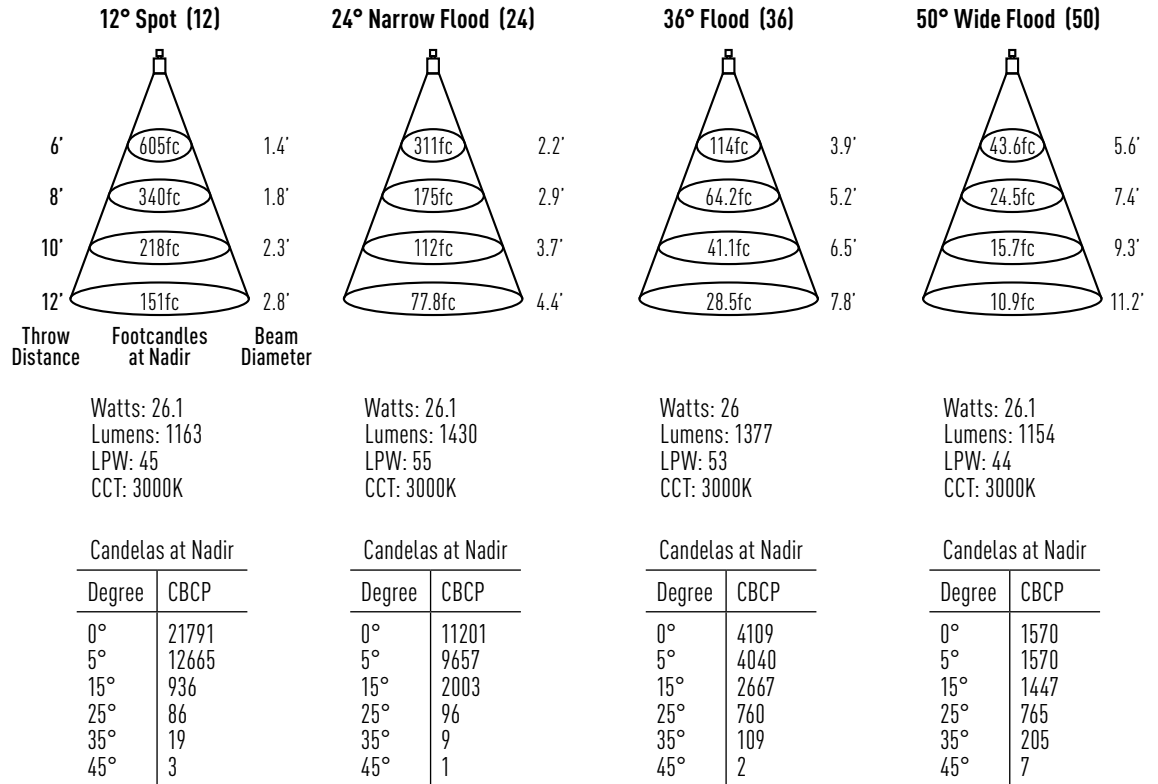 12° Spot (12)
24° Narrow Flood (24)
36° Flood (36)
50° Wide Flood (50)
6' 605fc 1.4' 311fc 2.2' 114fc 3.9' 43.6fc 5.6'
8' 340fc 1.8' 175fc 2.9' 64.2fc 5.2' 24.5fc 7.4'
10' 218fc 2.3' 112fc 3.7' 41.1fc 6.5' 15.7fc 9.3'
12' 151fc 2.8' 77.8fc 4.4' 28.5fc 7.8' 10.9fc 11.2'
Throw
Distance
Footcandles
at Nadir
Beam
Diameter
Watts: 26.1
Lumens: 1163
LPW: 45
CCT: 3000K
Watts: 26.1
Lumens: 1430
LPW: 55
CCT: 3000K
Watts: 26
Lumens: 1377
LPW: 53
CCT: 3000K
Watts: 26.1
Lumens: 1154
LPW: 44
CCT: 3000K
Candelas at Nadir
Degree CBCP
0° 21791
5° 12665
15° 936
25° 86
35° 19
45° 3
Candelas at Nadir
Degree CBCP
0° 11201
5° 9657
15° 2003
25° 96
35° 9
45° 1
Candelas at Nadir
Degree CBCP
0° 4109
5° 4040
15° 2667
25° 760
35° 109
45° 2
Candelas at Nadir
Degree CBCP
0° 1570
5° 1570
15° 1447
25° 765
35° 205
45° 7